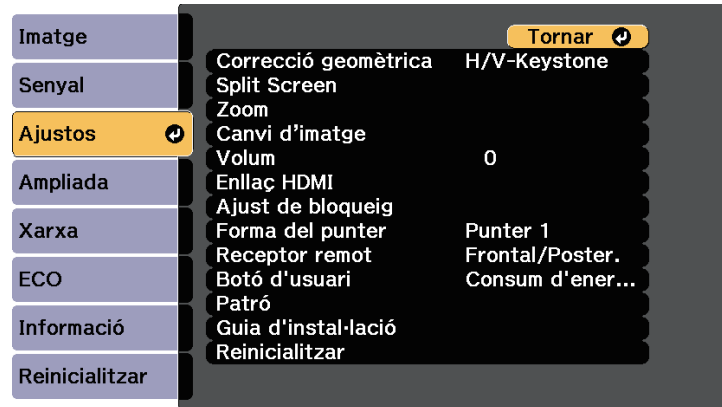 Imatge
Senyal
Ajustos
Ampliada
Xarxa
ECO
Informació
Reinicialitzar
Tornar
Correcció geomètrica H/V-Keystone
Split Screen
Zoom
Canvi d’imatge
Volum 0
Enllaç HDMI
Ajust de bloqueig
Forma del punter Punter 1
Receptor remot Frontal/Poster.
Botó d'usuari Consum d'ener...
Patró
Guia d'instal·lació
Reinicialitzar